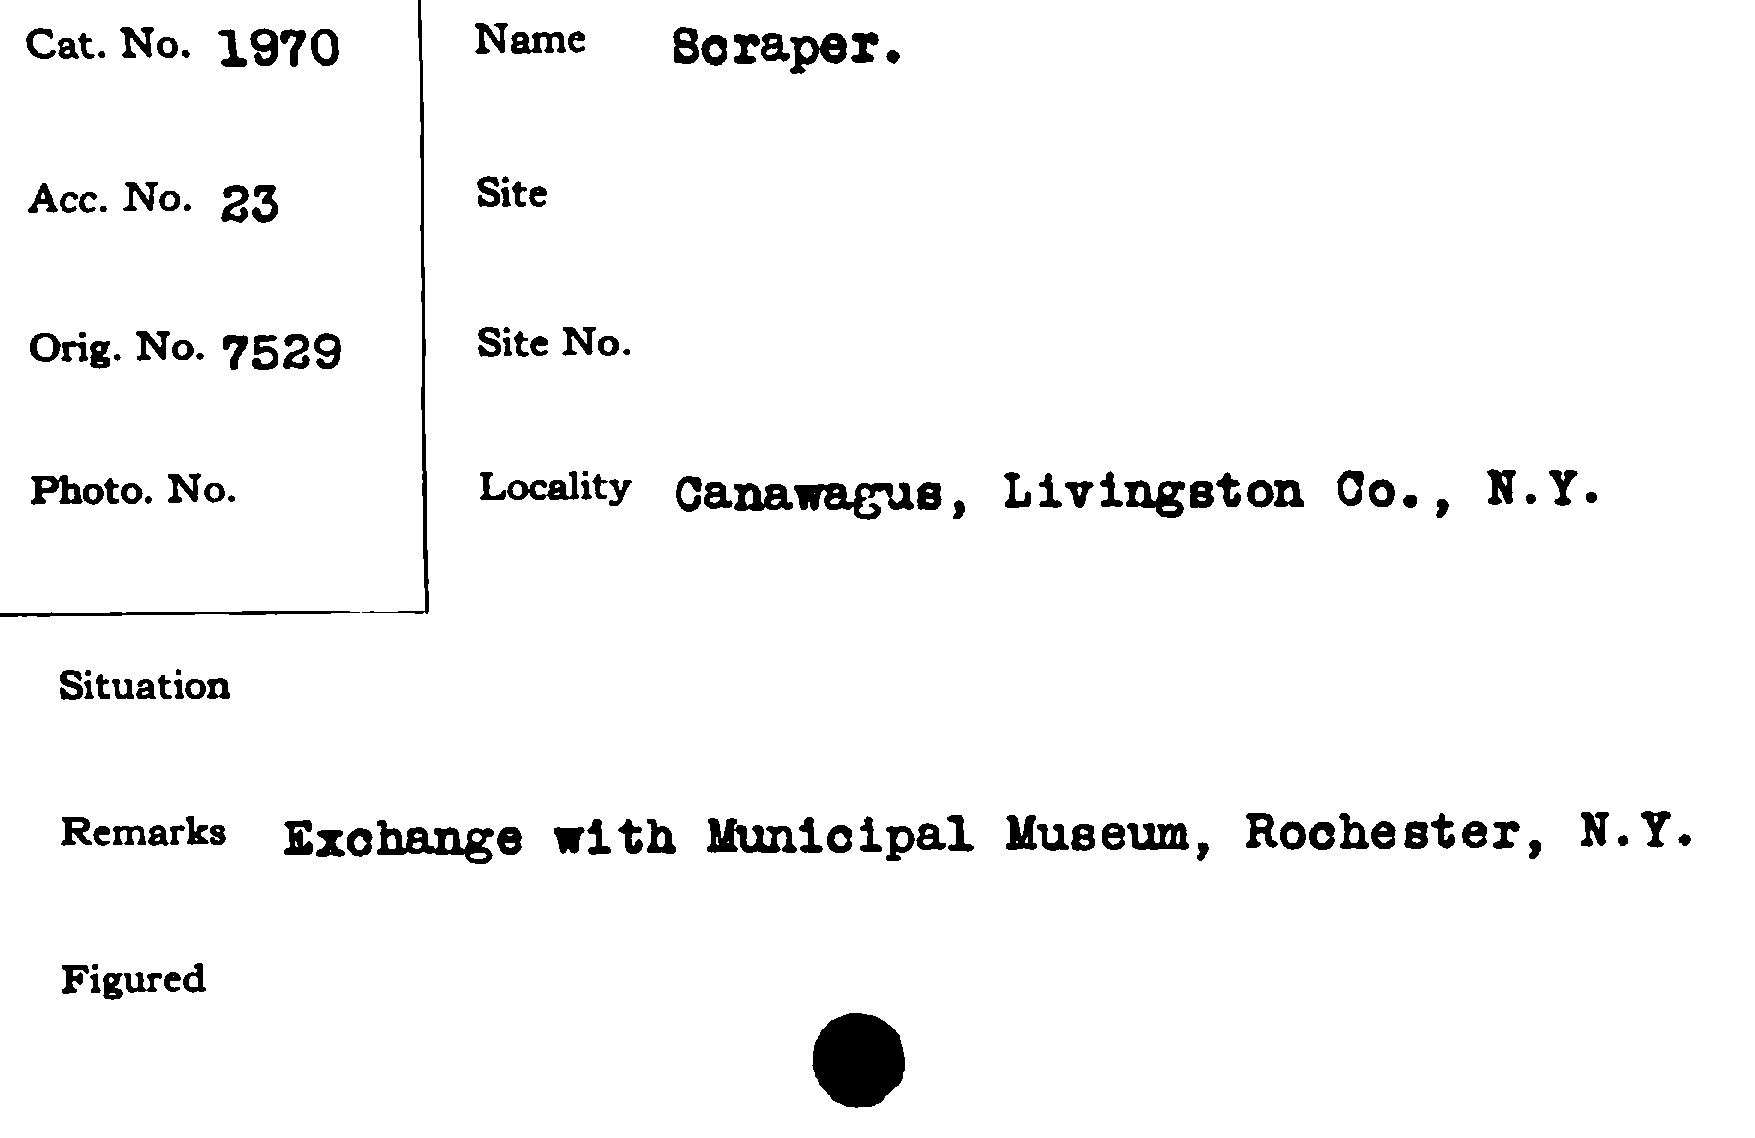 Cat. No. 1970
Name Scraper.
Acc. No. 23
Site
Orig. No. 7529
Site No.
Photo. No.
Locality Canawagus, Livingston Co., N.Y.
Situation
Remarks Exchange with Municipal Museum, Rochester, N.Y.
Figured